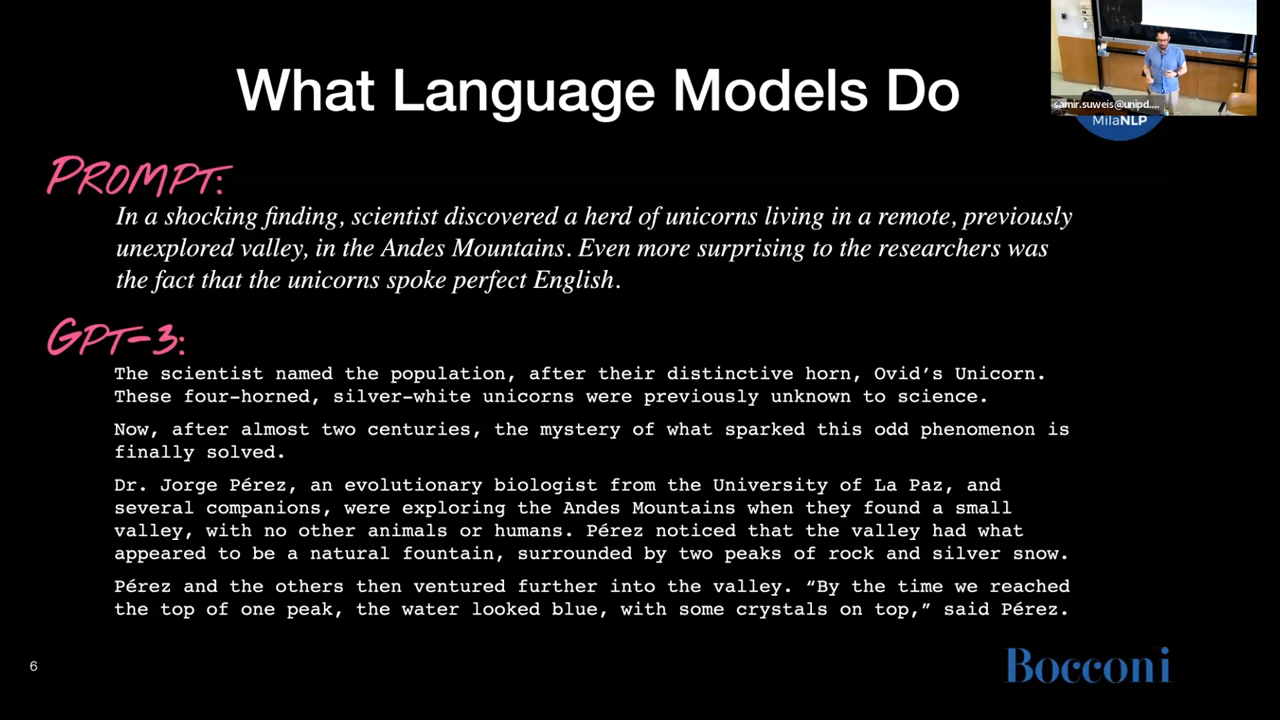 What Language Models Do
samir.suweis@unipd....
MilaNLP
PROMPT:
In a shocking finding, scientist discovered a herd of unicorns living in a remote, previously
unexplored valley, in the Andes Mountains. Even more surprising to the researchers was
the fact that the unicorns spoke perfect English.
GPT-3:
The scientist named the population, after their distinctive horn, Ovid’s Unicorn.
These four-horned, silver-white unicorns were previously unknown to science.
Now, after almost two centuries, the mystery of what sparked this odd phenomenon is
finally solved.
Dr. Jorge Pérez, an evolutionary biologist from the University of La Paz, and
several companions, were exploring the Andes Mountains when they found a small
valley, with no other animals or humans. Pérez noticed that the valley had what
appeared to be a natural fountain, surrounded by two peaks of rock and silver snow.
Pérez and the others then ventured further into the valley. “By the time we reached
the top of one peak, the water looked blue, with some crystals on top,” said Pérez.
6
Bocconi